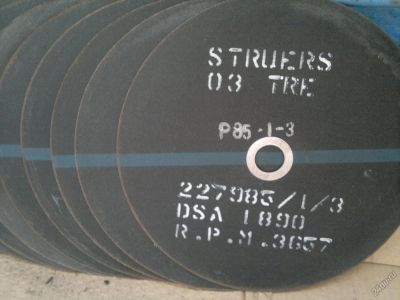 STRUERS
03 TRE
P85-1-3
227985/1/3
DSA 1890
R.P.M.3657